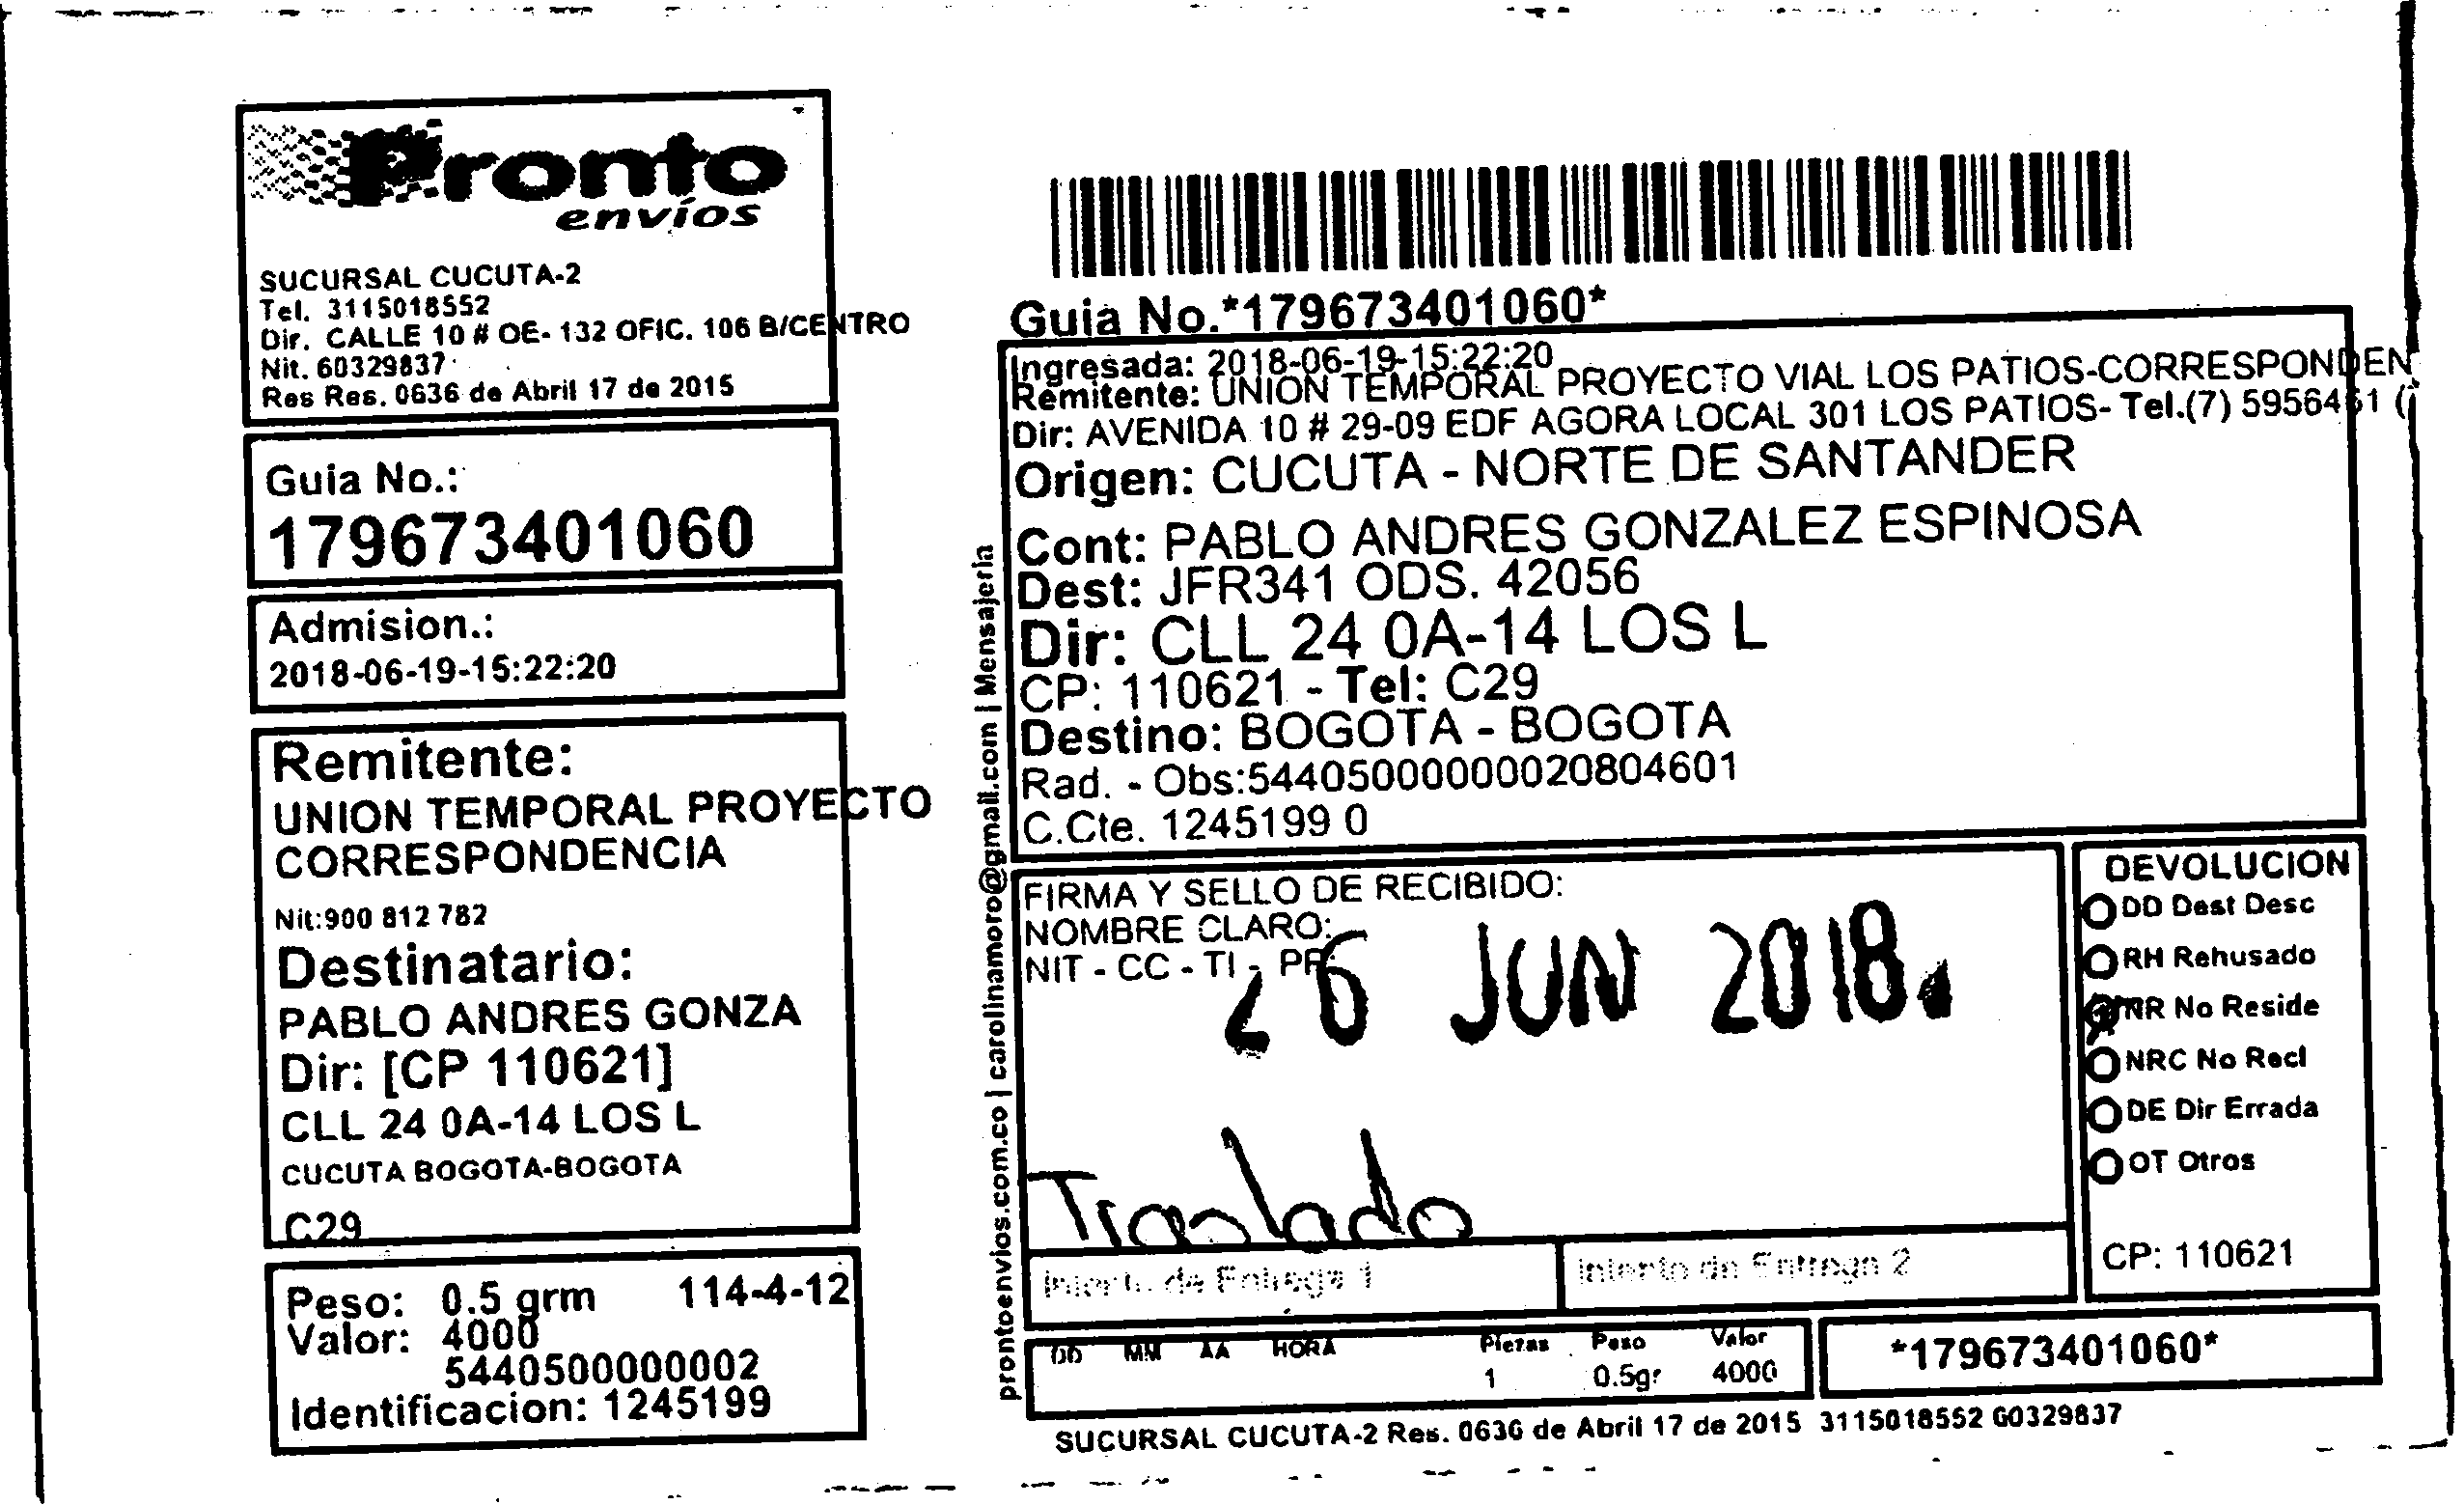 Pronto
envíos
SUCURSAL CUCUTA-2
Tel. 3115018552
Dir. CALLE 10 # OE- 132 OFIC. 106 B/CENTRO
Nit. 60329837
Res Res. 0636 de Abril 17 de 2015
Guia No.:
179673401060
Admision.:
2018-06-19-15:22:20
Remitente:
UNION TEMPORAL PROYECTO
CORRESPONDENCIA
Nit:900 812 782
Destinatario:
PABLO ANDRES GONZA
Dir: [CP 110621]
CLL 24 0A-14 LOS L
CUCUTA BOGOTA-BOGOTA
C29
Peso: 0.5 grm 114-4-12
Valor: 4000
5440500000002
Identificacion: 1245199
prontoenvios.com.co | carolinamoro@gmail.com | Mensajeria
Guia No.*179673401060*
Ingresada: 2018-06-19-15:22:20
Remitente: UNION TEMPORAL PROYECTO VIAL LOS PATIOS-CORRESPONDEN
Dir: AVENIDA 10 # 29-09 EDF AGORA LOCAL 301 LOS PATIOS- Tel.(7) 5956461 (
Origen: CUCUTA - NORTE DE SANTANDER
Cont: PABLO ANDRES GONZALEZ ESPINOSA
Dest: JFR341 ODS. 42056
Dir: CLL 24 0A-14 LOS L
CP: 110621 - Tel: C29
Destino: BOGOTA - BOGOTA
Rad. - Obs:544050000000020804601
C.Cte. 1245199 0
FIRMA Y SELLO DE RECIBIDO:
NOMBRE CLARO:
NIT - CC - TI -
26 JUN 2018
Traslado
Intento de Entrega 1
Intento de Entrega 2
DEVOLUCION
DD Dest Desc
RH Rehusado
NR No Reside
NRC No Recl
DE Dir Errada
OT Otros
CP: 110621
DD MM AA HORA Piezas Peso Valor
1 0.5gr 4000
*179673401060*
SUCURSAL CUCUTA-2 Res. 0636 de Abril 17 de 2015 3115018552 60329837